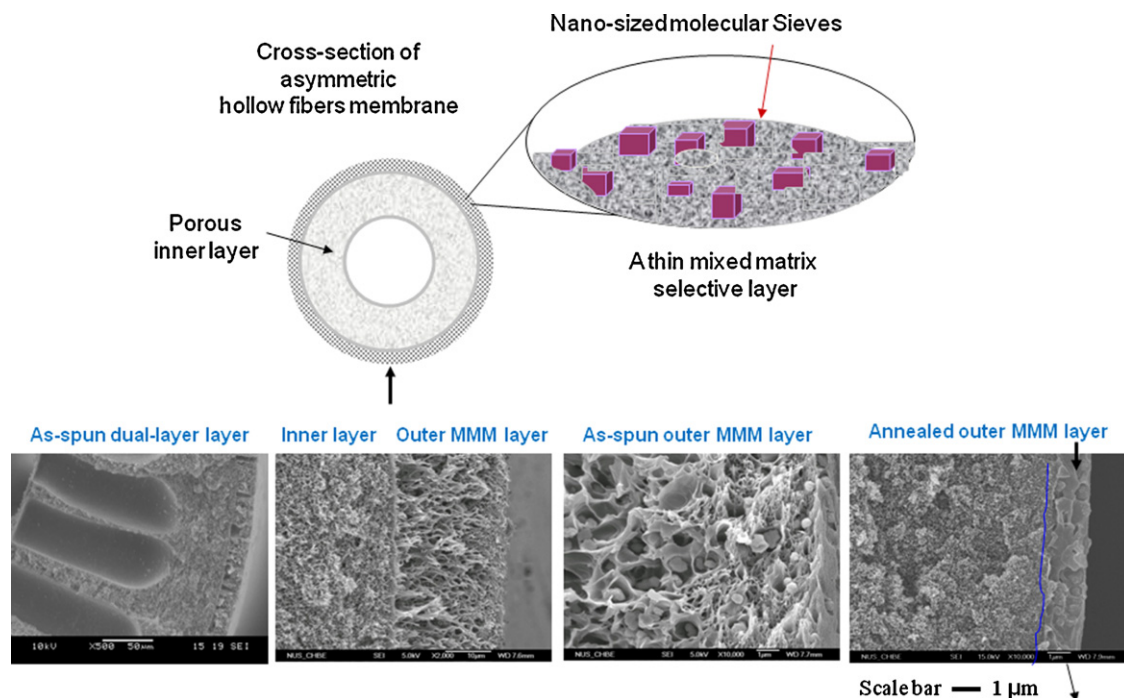 Nano-sized molecular Sieves
Cross-section of
asymmetric
hollow fibers membrane
Porous
inner layer
A thin mixed matrix
selective layer
As-spun dual-layer layer
Inner layer
Outer MMM layer
As-spun outer MMM layer
Annealed outer MMM layer
10kV X500 50µm 15 19 SEI
NUS_CHBE SEI 5.0kV X2,000 10µm WD 7.6mm
NUS_CHBE SEI 5.0kV X10,000 1µm WD 7.7mm
NUS_CHBE SEI 15.0kV X10,000 1µm WD 7.9mm
Scale bar 1 µm